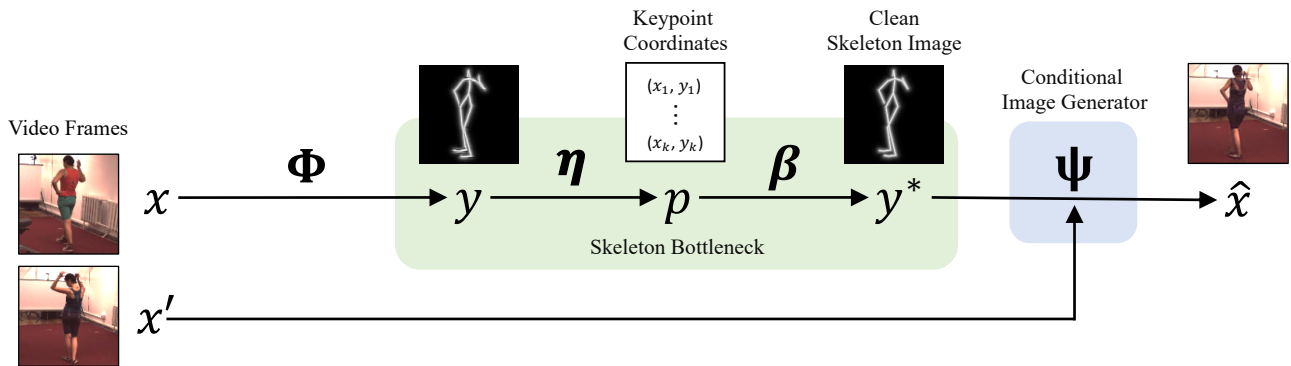 Keypoint
Coordinates
Clean
Skeleton Image
Conditional
Image Generator
Video Frames
(x₁, y₁)
⋮
(xₖ, yₖ)
Φ
η
β
ψ
x
y
p
y*
x̂
Skeleton Bottleneck
x′